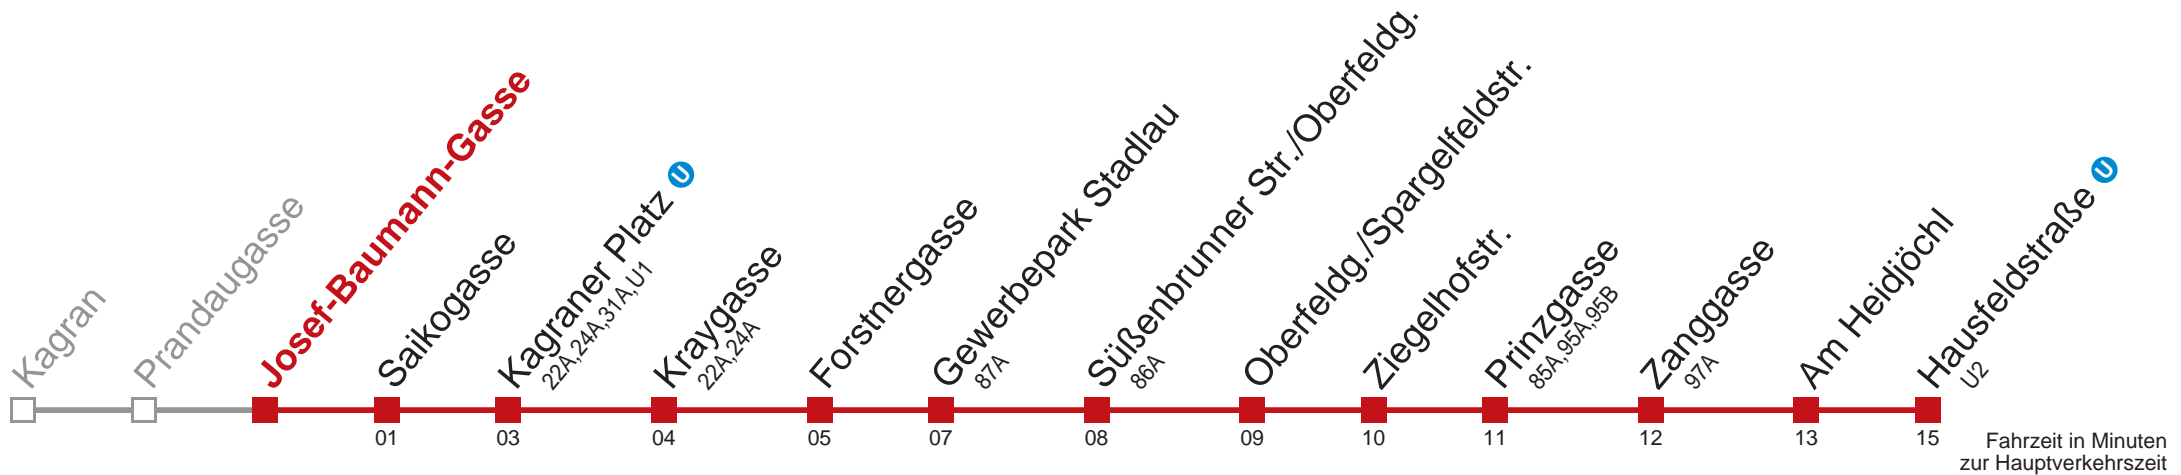 Kagran
Prandaugasse
Josef-Baumann-Gasse
Saikogasse
01
Kagraner Platz U
22A,24A,31A,U1
03
Kraygasse
22A,24A
04
Forstnergasse
05
Gewerbepark Stadlau
87A
07
Süßenbrunner Str./Oberfeldg.
86A
08
Oberfeldg./Spargelfeldstr.
09
Ziegelhofstr.
10
Prinzgasse
85A,95A,95B
11
Zanggasse
97A
12
Am Heidjöchl
13
Hausfeldstraße U
U2
15
Fahrzeit in Minuten
zur Hauptverkehrszeit